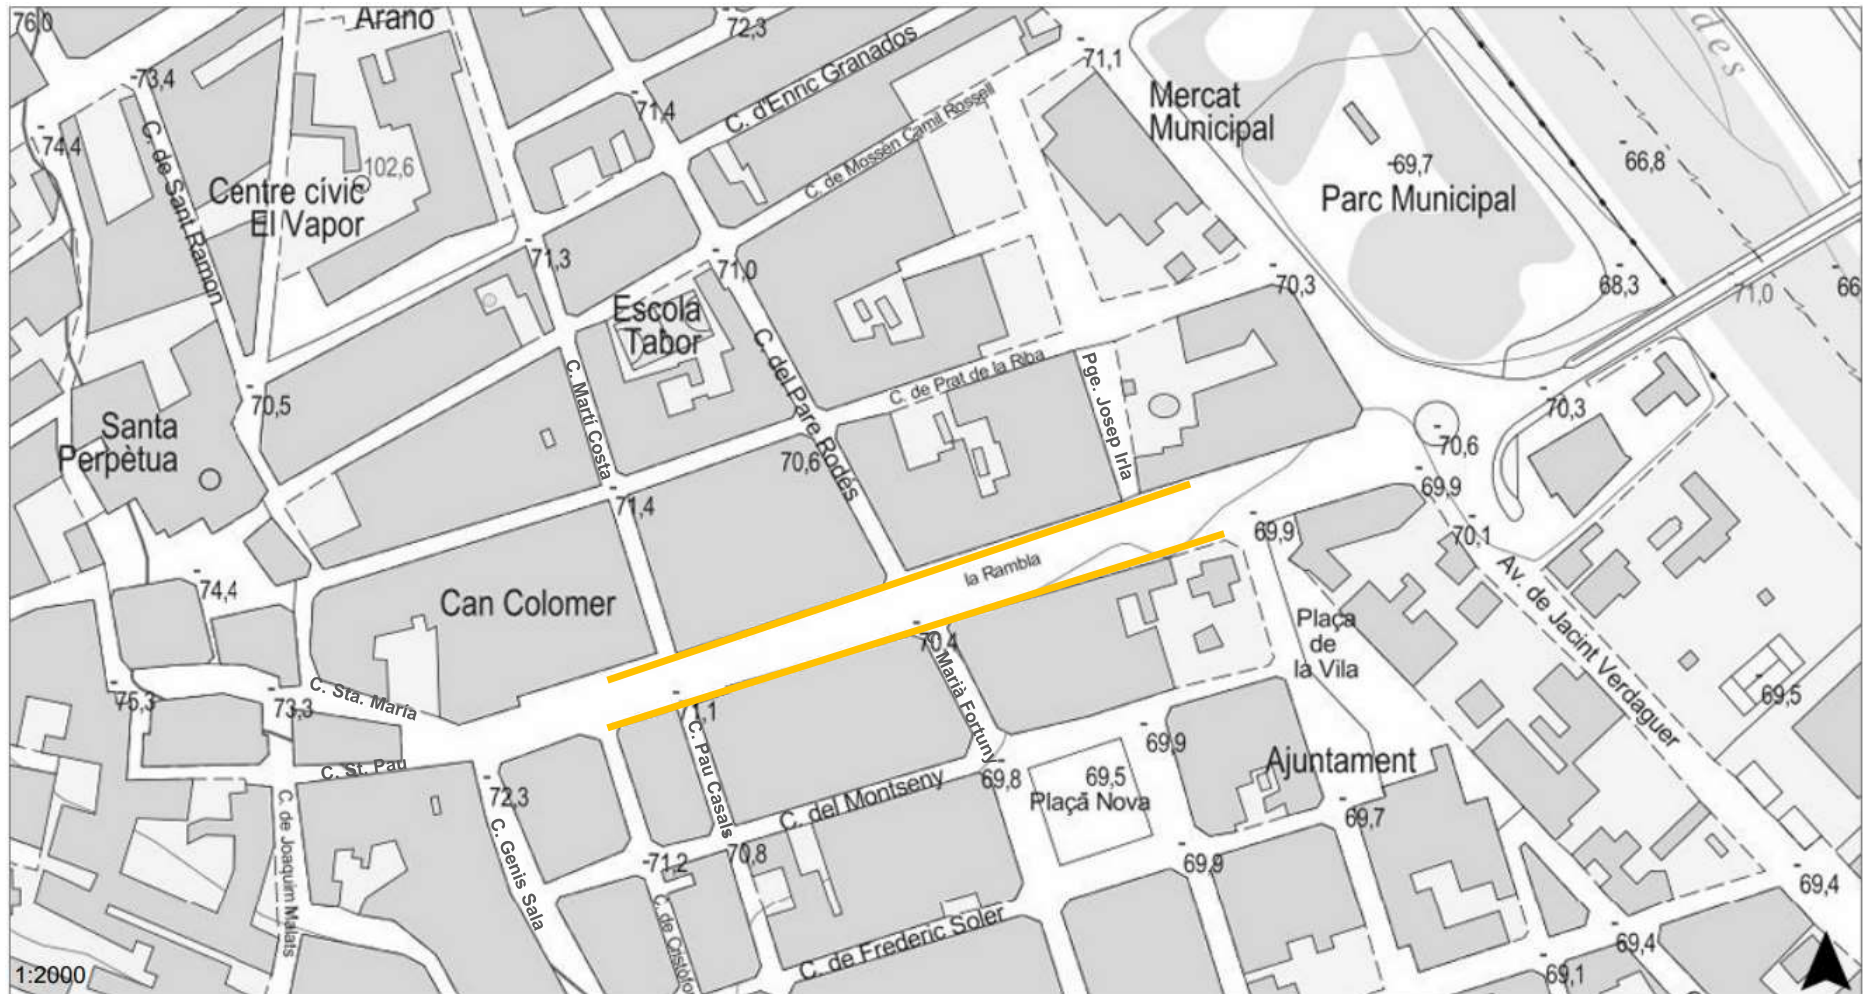 76,0
Arano
72,3
des
73,4
71,1
C. d'Enric Granados
71,4
Mercat
Municipal
C. de Mossèn Camil Rossell
74,4
C. de Sant Ramon
102,6
66,8
69,7
Parc Municipal
Centre cívic
El Vapor
71,3
71,0
70,3
68,3
71,0
66
Escola
Tabor
C. del Pare Rodés
C. de Prat de la Riba
Pge. Josep Irla
C. Martí Costa
70,5
70,3
Santa
Perpètua
70,6
70,6
71,4
69,9
69,9
70,1
74,4
la Rambla
Can Colomer
Av. de Jacint Verdaguer
Plaça
de
la Vila
70,4
C. Sta. María
75,3
73,3
71,1
Marià Fortuny
69,5
C. Pau Casals
69,9
Ajuntament
C. St. Pau
69,8
69,5
Plaçã Nova
72,3
C. del Montseny
C. de Joaquim Malats
C. Genis Sala
69,7
71,2
70,8
69,9
69,4
C. de Cristòfo
C. de Frederic Soler
69,4
69,1
1:2000